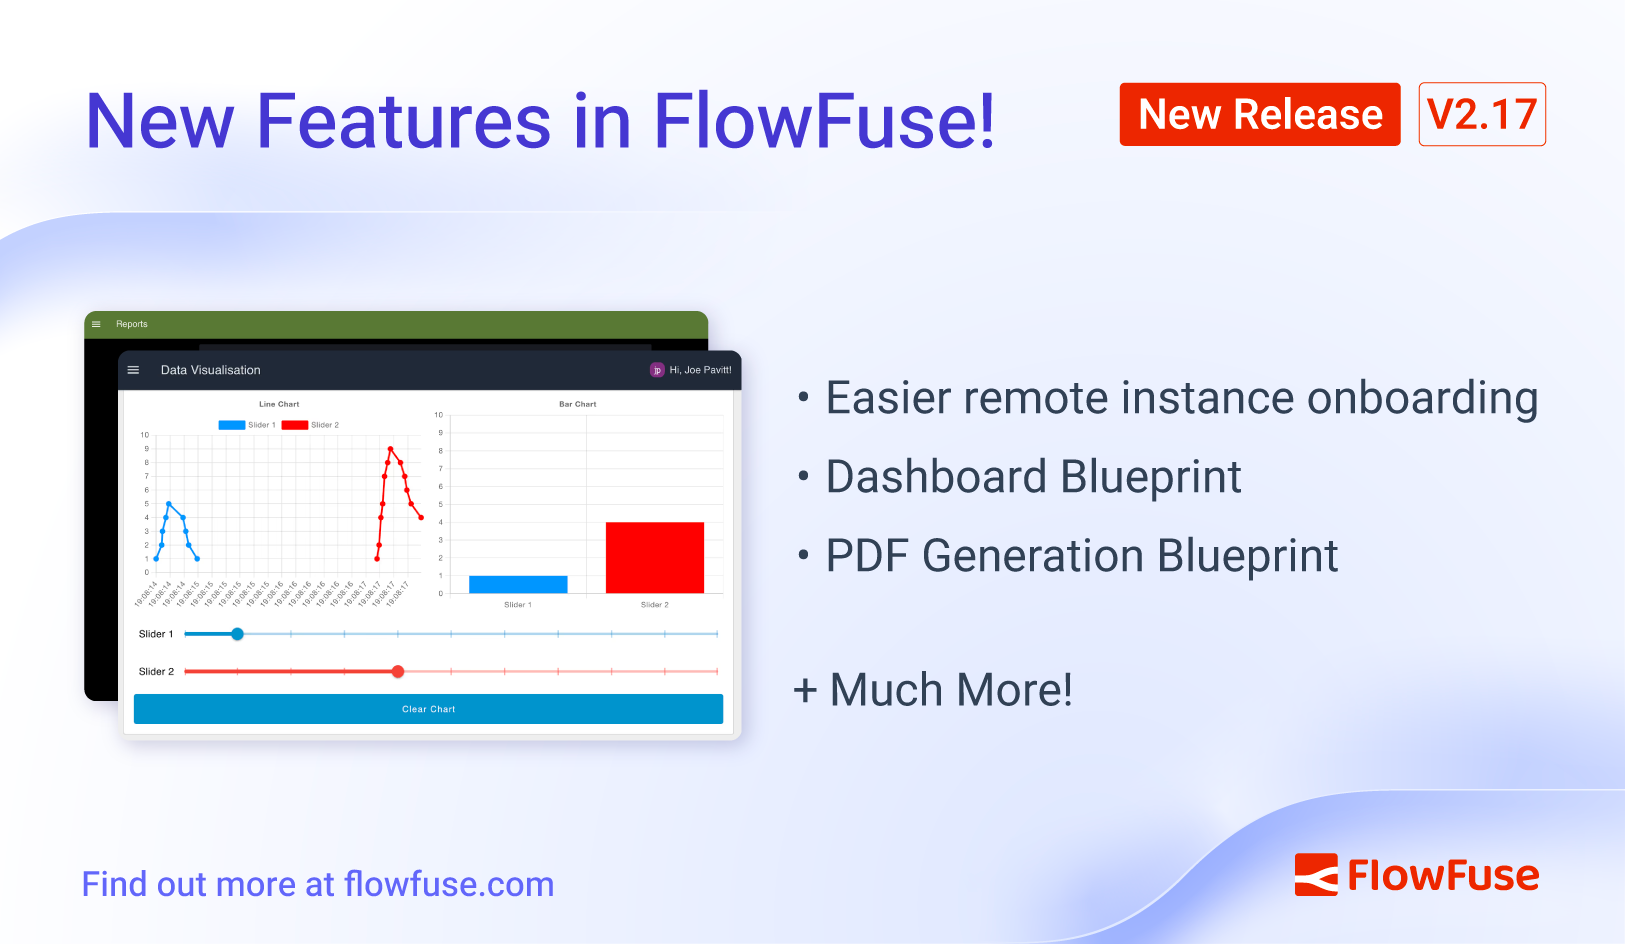 New Features in FlowFuse!
New Release
V2.17
Reports
Data Visualisation
jp
Hi, Joe Pavitt!
Line Chart
Slider 1
Slider 2
10
9
8
7
6
5
4
3
2
1
0
19:08:14
19:08:14
19:08:14
19:08:15
19:08:15
19:08:15
19:08:15
19:08:15
19:08:16
19:08:16
19:08:16
19:08:16
19:08:16
19:08:16
19:08:17
19:08:17
19:08:17
19:08:17
Bar Chart
10
9
8
7
6
5
4
3
2
1
0
Slider 1
Slider 2
Slider 1
Slider 2
Clear Chart
• Easier remote instance onboarding
• Dashboard Blueprint
• PDF Generation Blueprint
+ Much More!
Find out more at flowfuse.com
FlowFuse